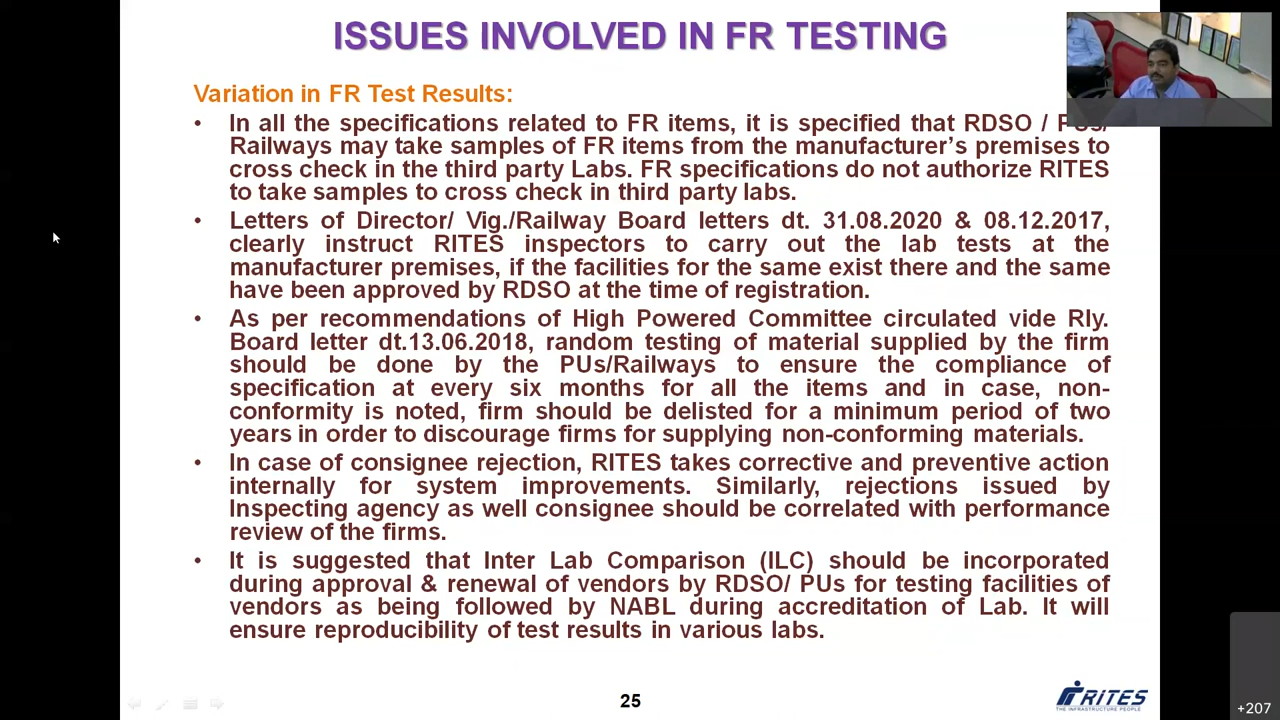 ISSUES INVOLVED IN FR TESTING
Variation in FR Test Results:
• In all the specifications related to FR items, it is specified that RDSO / PUs/
Railways may take samples of FR items from the manufacturer's premises to
cross check in the third party Labs. FR specifications do not authorize RITES
to take samples to cross check in third party labs.
• Letters of Director/ Vig./Railway Board letters dt. 31.08.2020 & 08.12.2017,
clearly instruct RITES inspectors to carry out the lab tests at the
manufacturer premises, if the facilities for the same exist there and the same
have been approved by RDSO at the time of registration.
• As per recommendations of High Powered Committee circulated vide Rly.
Board letter dt.13.06.2018, random testing of material supplied by the firm
should be done by the PUs/Railways to ensure the compliance of
specification at every six months for all the items and in case, non-
conformity is noted, firm should be delisted for a minimum period of two
years in order to discourage firms for supplying non-conforming materials.
• In case of consignee rejection, RITES takes corrective and preventive action
internally for system improvements. Similarly, rejections issued by
Inspecting agency as well consignee should be correlated with performance
review of the firms.
• It is suggested that Inter Lab Comparison (ILC) should be incorporated
during approval & renewal of vendors by RDSO/ PUs for testing facilities of
vendors as being followed by NABL during accreditation of Lab. It will
ensure reproducibility of test results in various labs.
25
RITES
THE INFRASTRUCTURE PEOPLE
+207